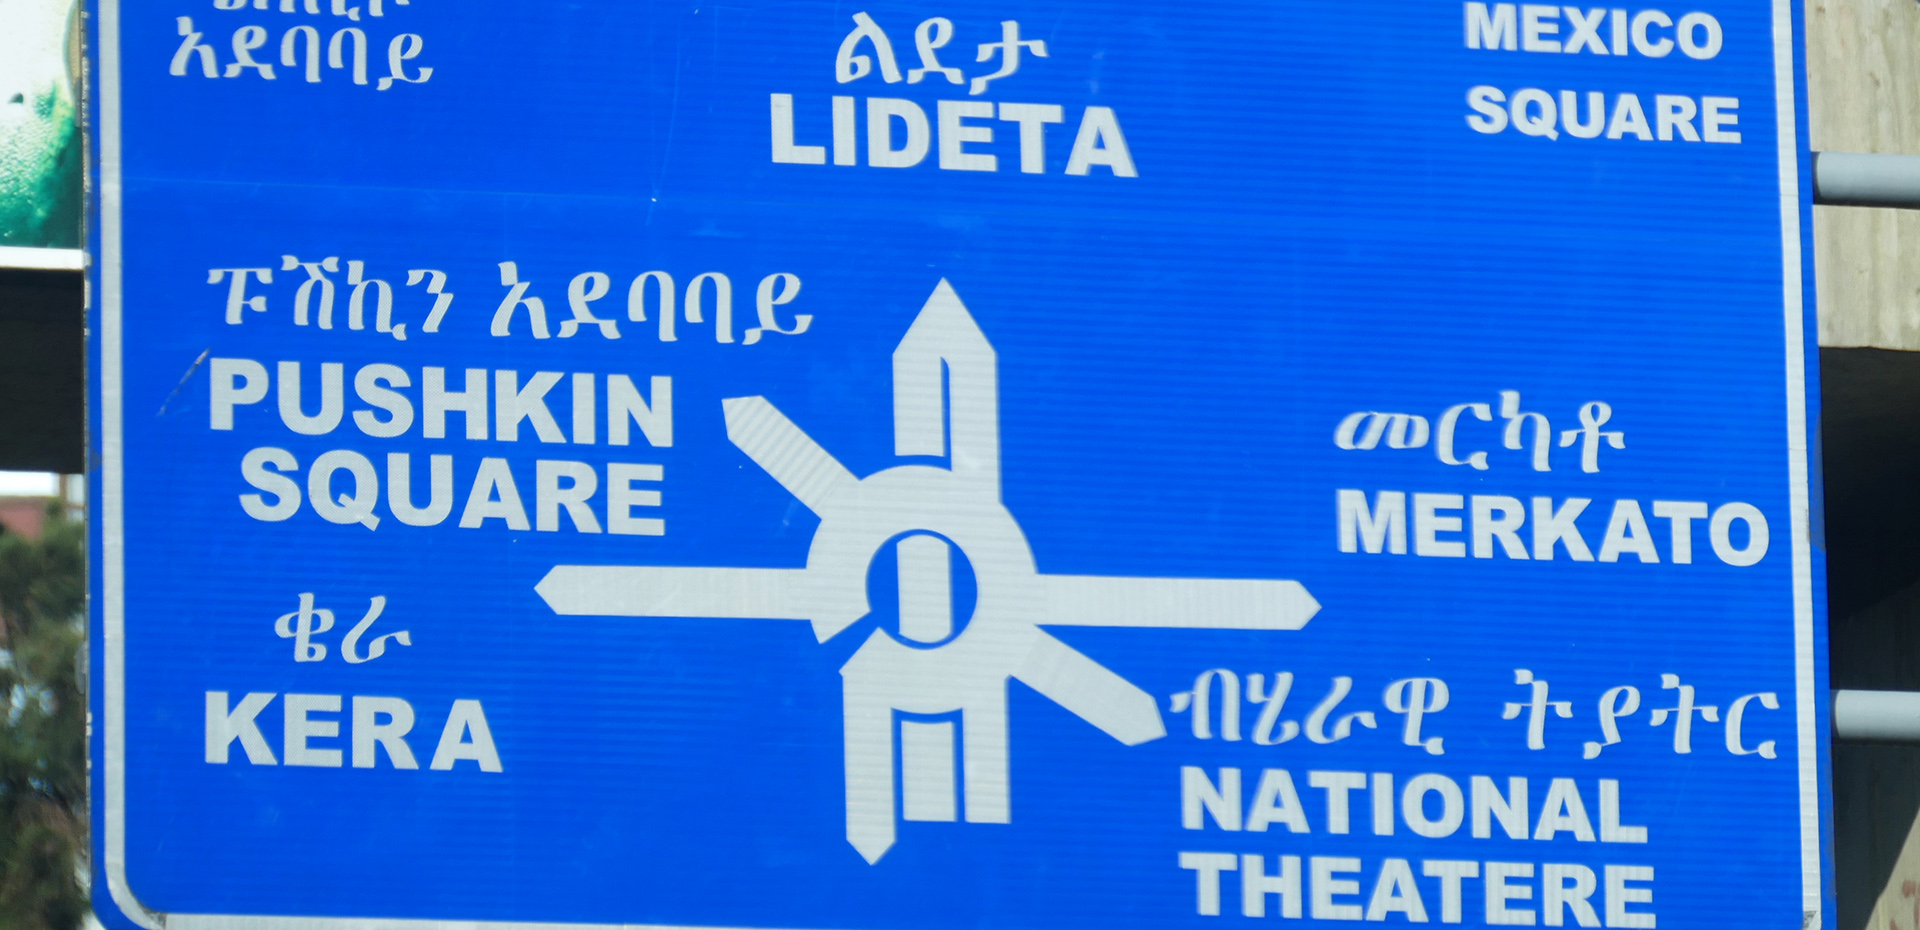 አደባባይ
ልደታ
LIDETA
MEXICO
SQUARE
ፑሽኪን አደባባይ
PUSHKIN
SQUARE
መርካቶ
MERKATO
ቄራ
KERA
ብሄራዊ ትያትር
NATIONAL
THEATERE